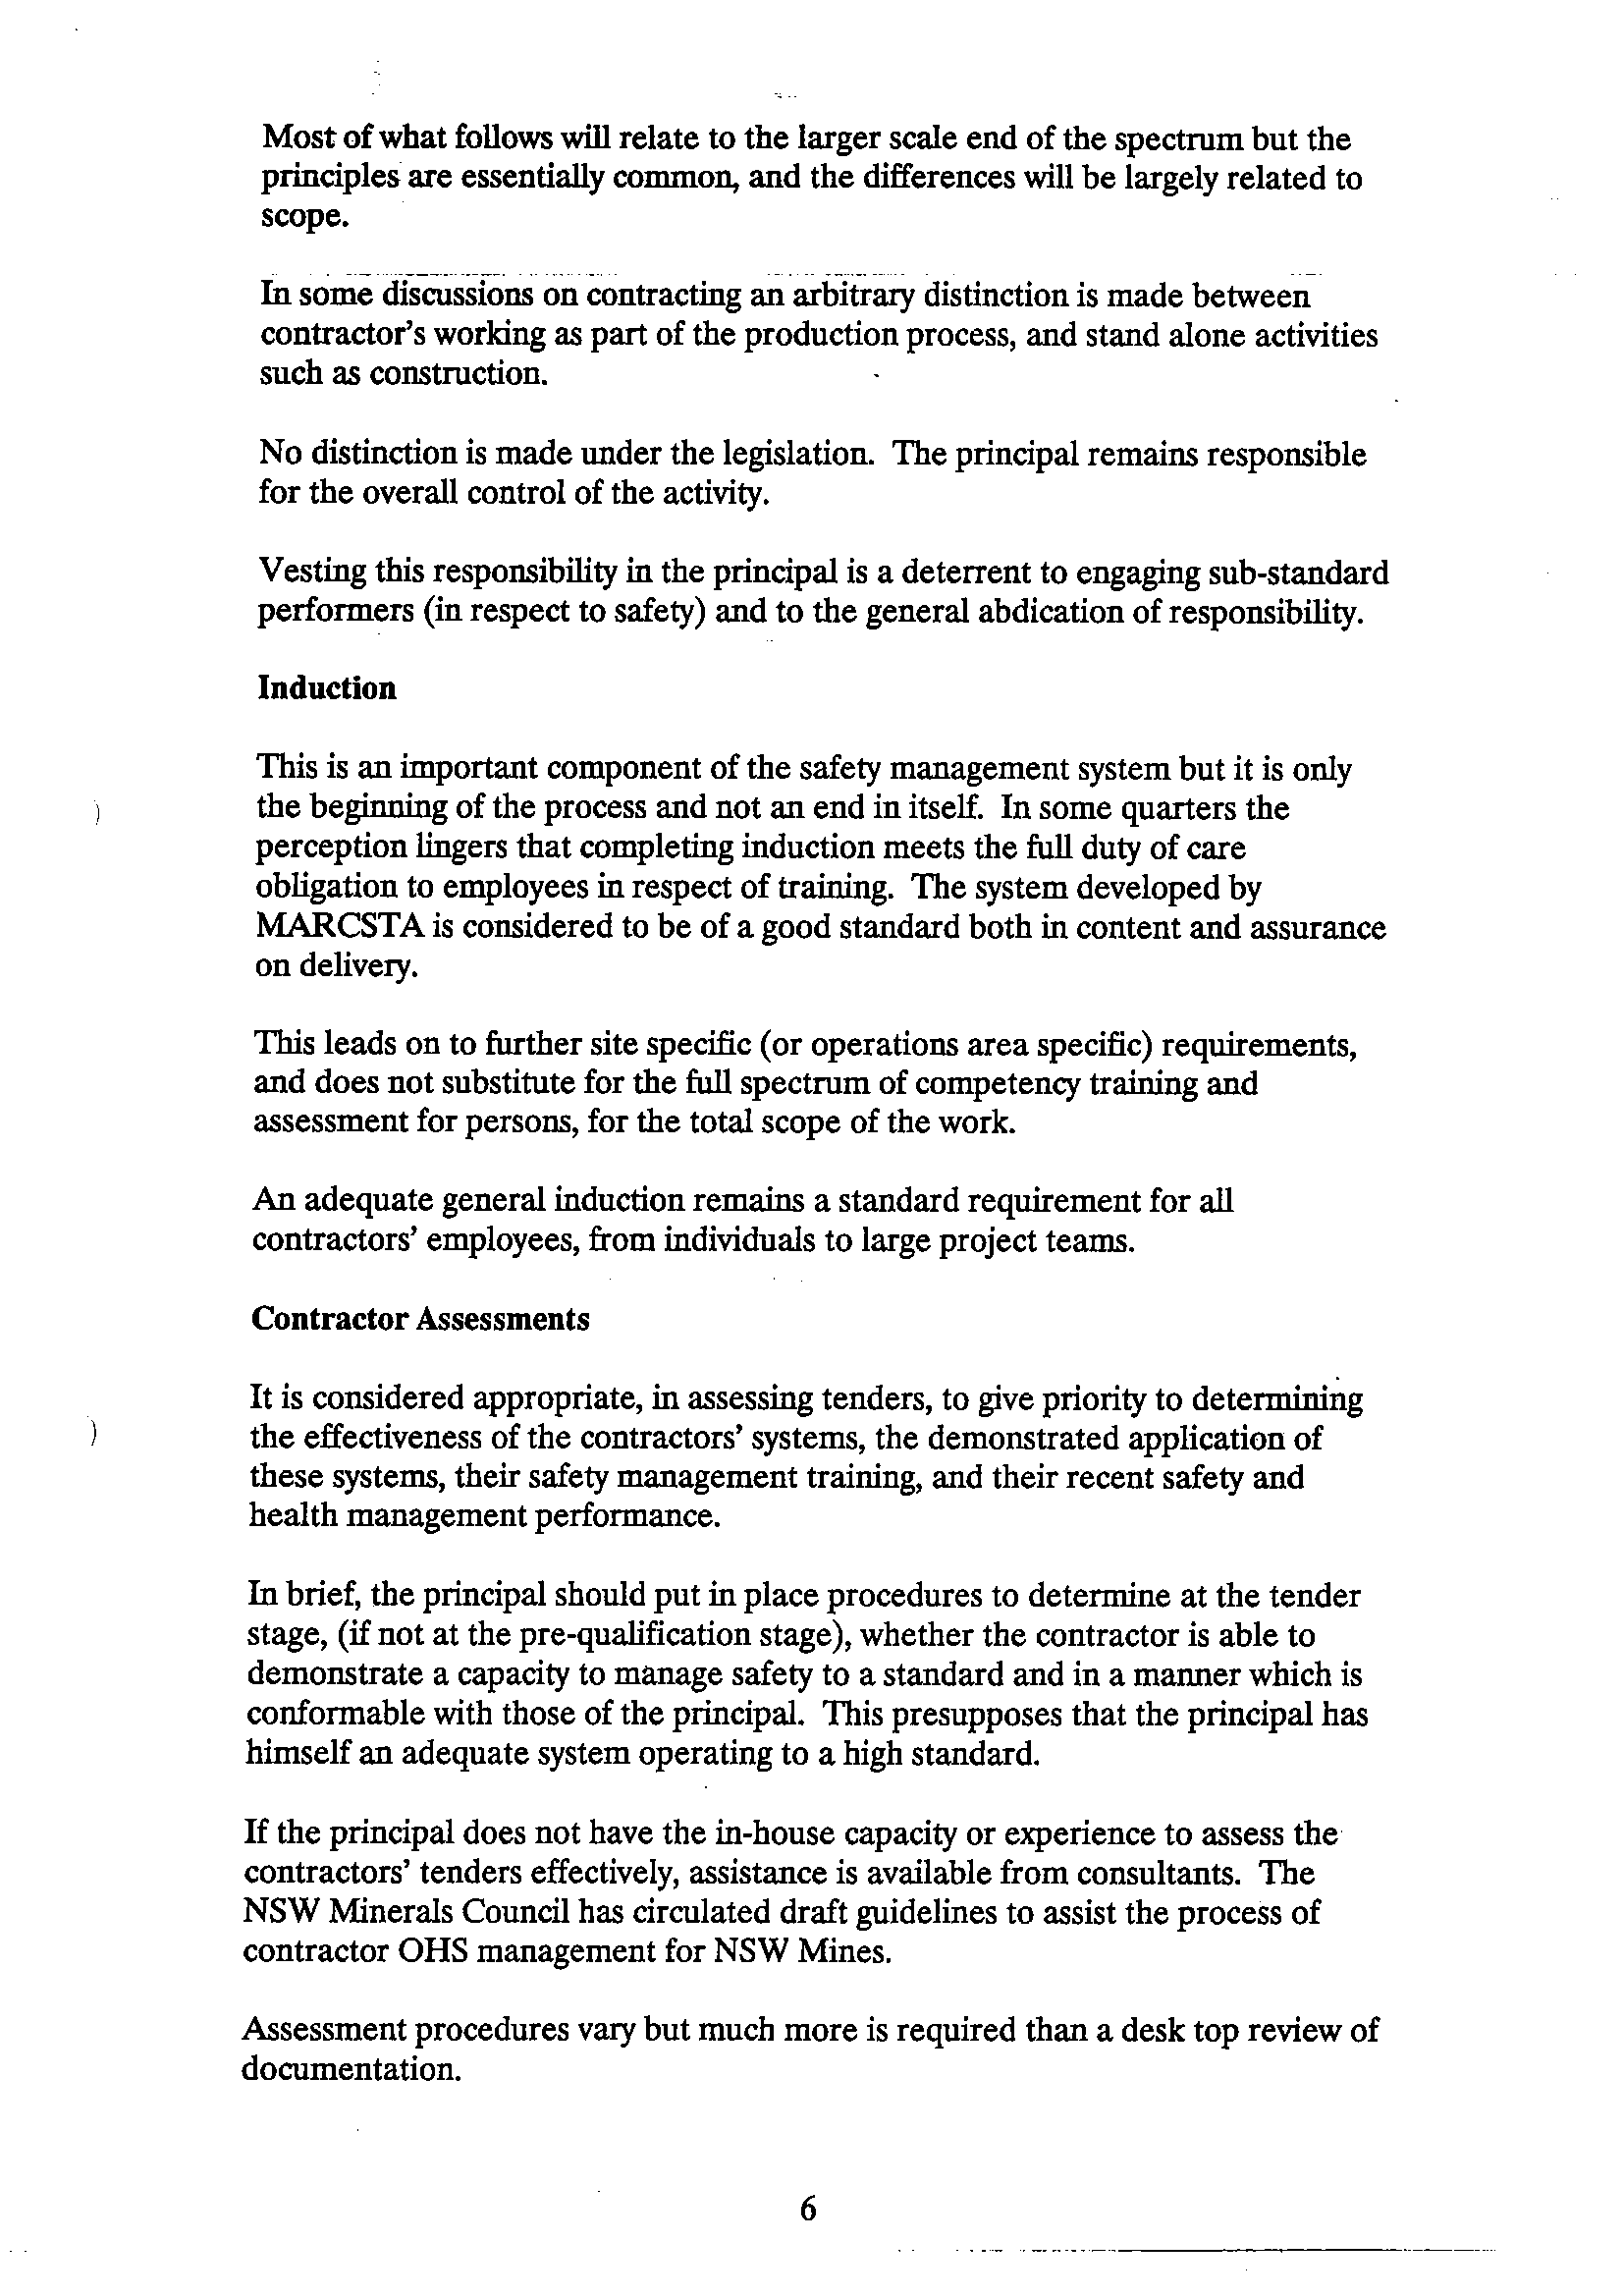 Most of what follows will relate to the larger scale end of the spectrum but the
principles are essentially common, and the differences will be largely related to
scope.
In some discussions on contracting an arbitrary distinction is made between
contractor's working as part of the production process, and stand alone activities
such as construction.
No distinction is made under the legislation. The principal remains responsible
for the overall control of the activity.
Vesting this responsibility in the principal is a deterrent to engaging sub-standard
performers (in respect to safety) and to the general abdication of responsibility.
Induction
This is an important component of the safety management system but it is only
the beginning of the process and not an end in itself. In some quarters the
perception lingers that completing induction meets the full duty of care
obligation to employees in respect of training. The system developed by
MARCSTA is considered to be of a good standard both in content and assurance
on delivery.
This leads on to further site specific (or operations area specific) requirements,
and does not substitute for the full spectrum of competency training and
assessment for persons, for the total scope of the work.
An adequate general induction remains a standard requirement for all
contractors' employees, from individuals to large project teams.
Contractor Assessments
It is considered appropriate, in assessing tenders, to give priority to determining
the effectiveness of the contractors' systems, the demonstrated application of
these systems, their safety management training, and their recent safety and
health management performance.
In brief, the principal should put in place procedures to determine at the tender
stage, (if not at the pre-qualification stage), whether the contractor is able to
demonstrate a capacity to manage safety to a standard and in a manner which is
conformable with those of the principal. This presupposes that the principal has
himself an adequate system operating to a high standard.
If the principal does not have the in-house capacity or experience to assess the
contractors' tenders effectively, assistance is available from consultants. The
NSW Minerals Council has circulated draft guidelines to assist the process of
contractor OHS management for NSW Mines.
Assessment procedures vary but much more is required than a desk top review of
documentation.
6